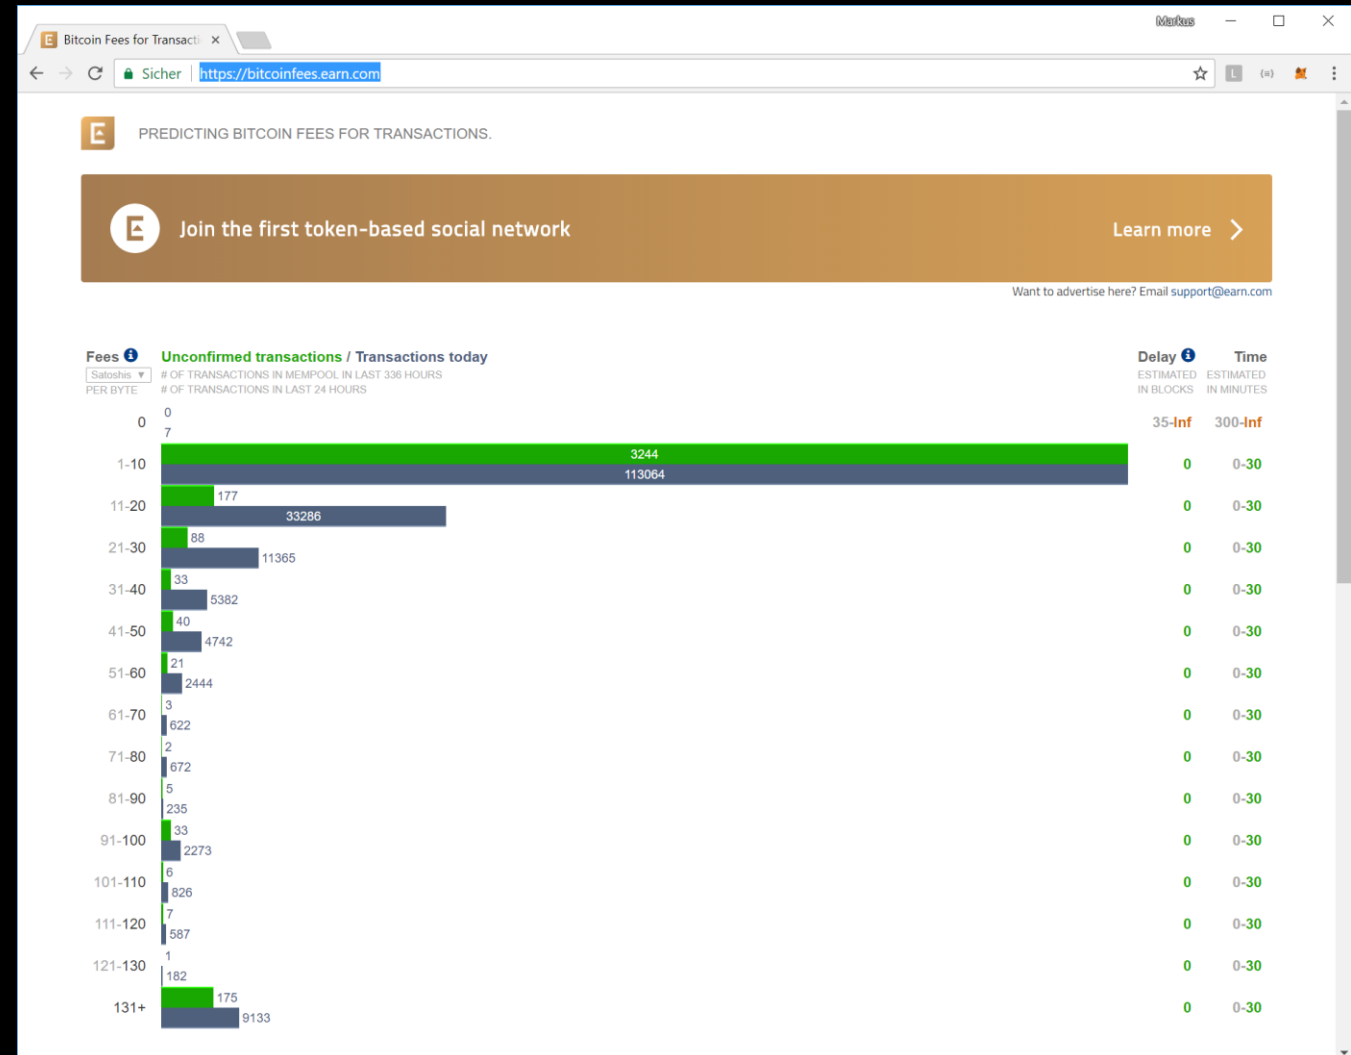 Markus
Bitcoin Fees for Transacti
Sicher https://bitcoinfees.earn.com
PREDICTING BITCOIN FEES FOR TRANSACTIONS.
Join the first token-based social network Learn more
Want to advertise here? Email support@earn.com
Fees Unconfirmed transactions / Transactions today Delay Time
Satoshis ▼ # OF TRANSACTIONS IN MEMPOOL IN LAST 336 HOURS ESTIMATED ESTIMATED
PER BYTE # OF TRANSACTIONS IN LAST 24 HOURS IN BLOCKS IN MINUTES
0
0 35-Inf 300-Inf
7
3244
1-10 0 0-30
113064
177
11-20 0 0-30
33286
88
21-30 0 0-30
11365
33
31-40 0 0-30
5382
40
41-50 0 0-30
4742
21
51-60 0 0-30
2444
3
61-70 0 0-30
622
2
71-80 0 0-30
672
5
81-90 0 0-30
235
33
91-100 0 0-30
2273
6
101-110 0 0-30
826
7
111-120 0 0-30
587
1
121-130 0 0-30
182
175
131+ 0 0-30
9133